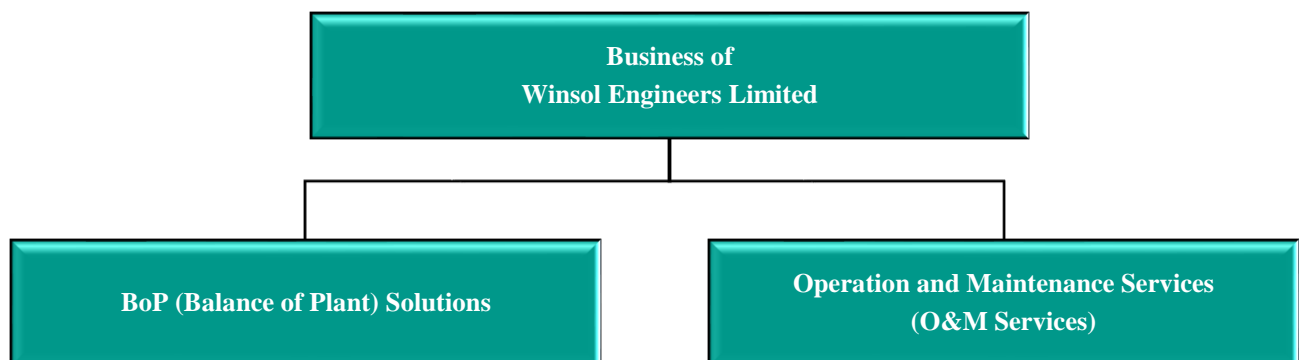 Business of
Winsol Engineers Limited
BoP (Balance of Plant) Solutions
Operation and Maintenance Services
(O&M Services)